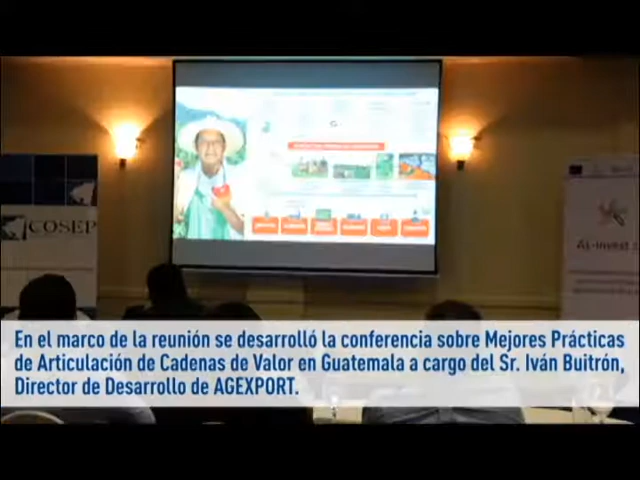 COSEP
AL-Invest
En el marco de la reunión se desarrolló la conferencia sobre Mejores Prácticas
de Articulación de Cadenas de Valor en Guatemala a cargo del Sr. Iván Buitrón,
Director de Desarrollo de AGEXPORT.